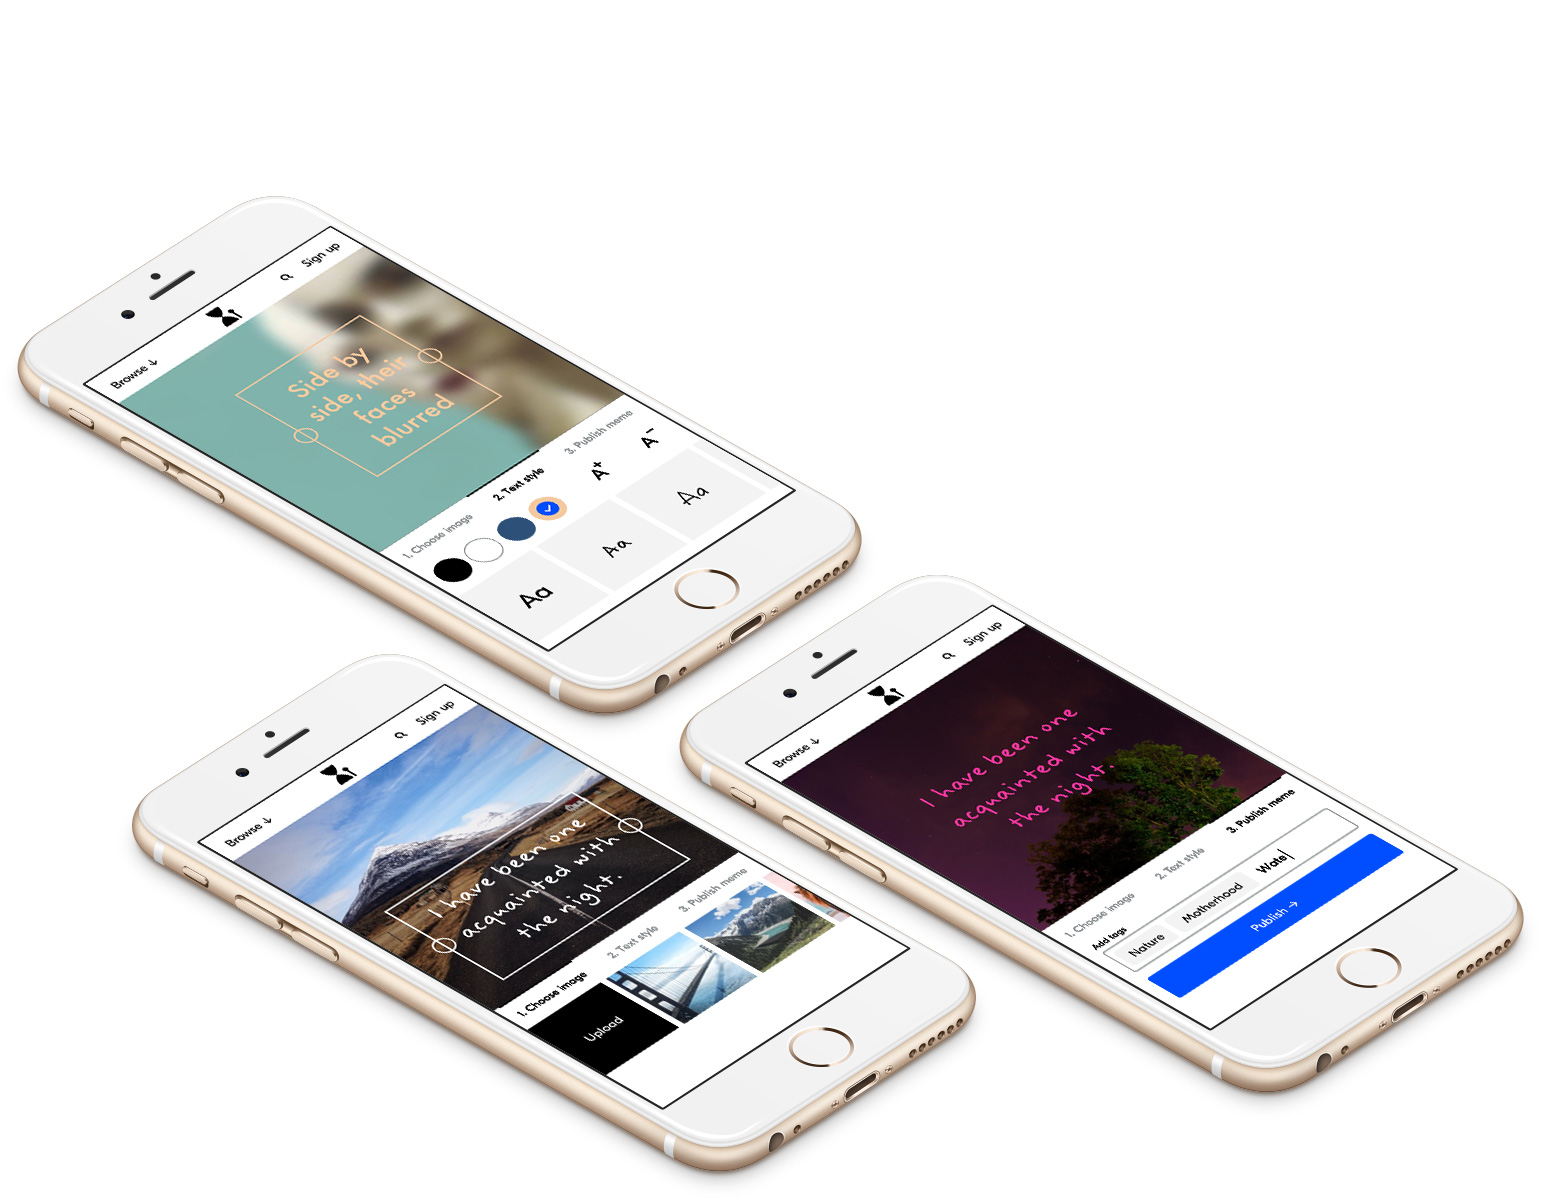 Browse ↓
Sign up
Side by
side, their
faces
blurred
1. Choose image
2. Text style
3. Publish meme
A+
A-
Aa
Aa
Aa
Browse ↓
Sign up
I have been one
acquainted with
the night.
1. Choose image
2. Text style
3. Publish meme
Upload
Browse ↓
Sign up
I have been one
acquainted with
the night.
1. Choose image
2. Text style
3. Publish meme
Add tags
Nature
Motherhood
Wate
Publish →